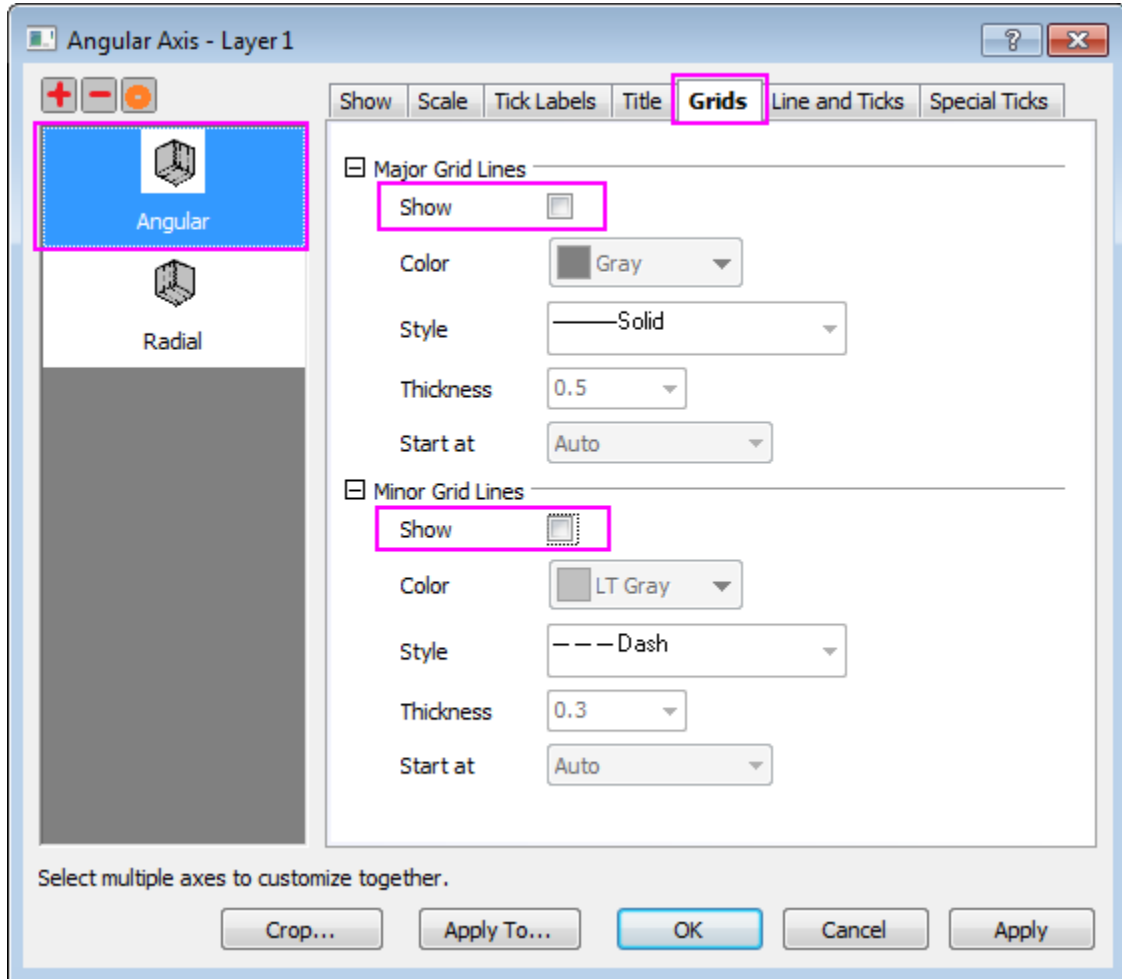 Angular Axis - Layer 1
Show Scale Tick Labels Title Grids Line and Ticks Special Ticks
Angular
Radial
Major Grid Lines
Show
Color Gray
Style Solid
Thickness 0.5
Start at Auto
Minor Grid Lines
Show
Color LT Gray
Style Dash
Thickness 0.3
Start at Auto
Select multiple axes to customize together.
Crop... Apply To... OK Cancel Apply